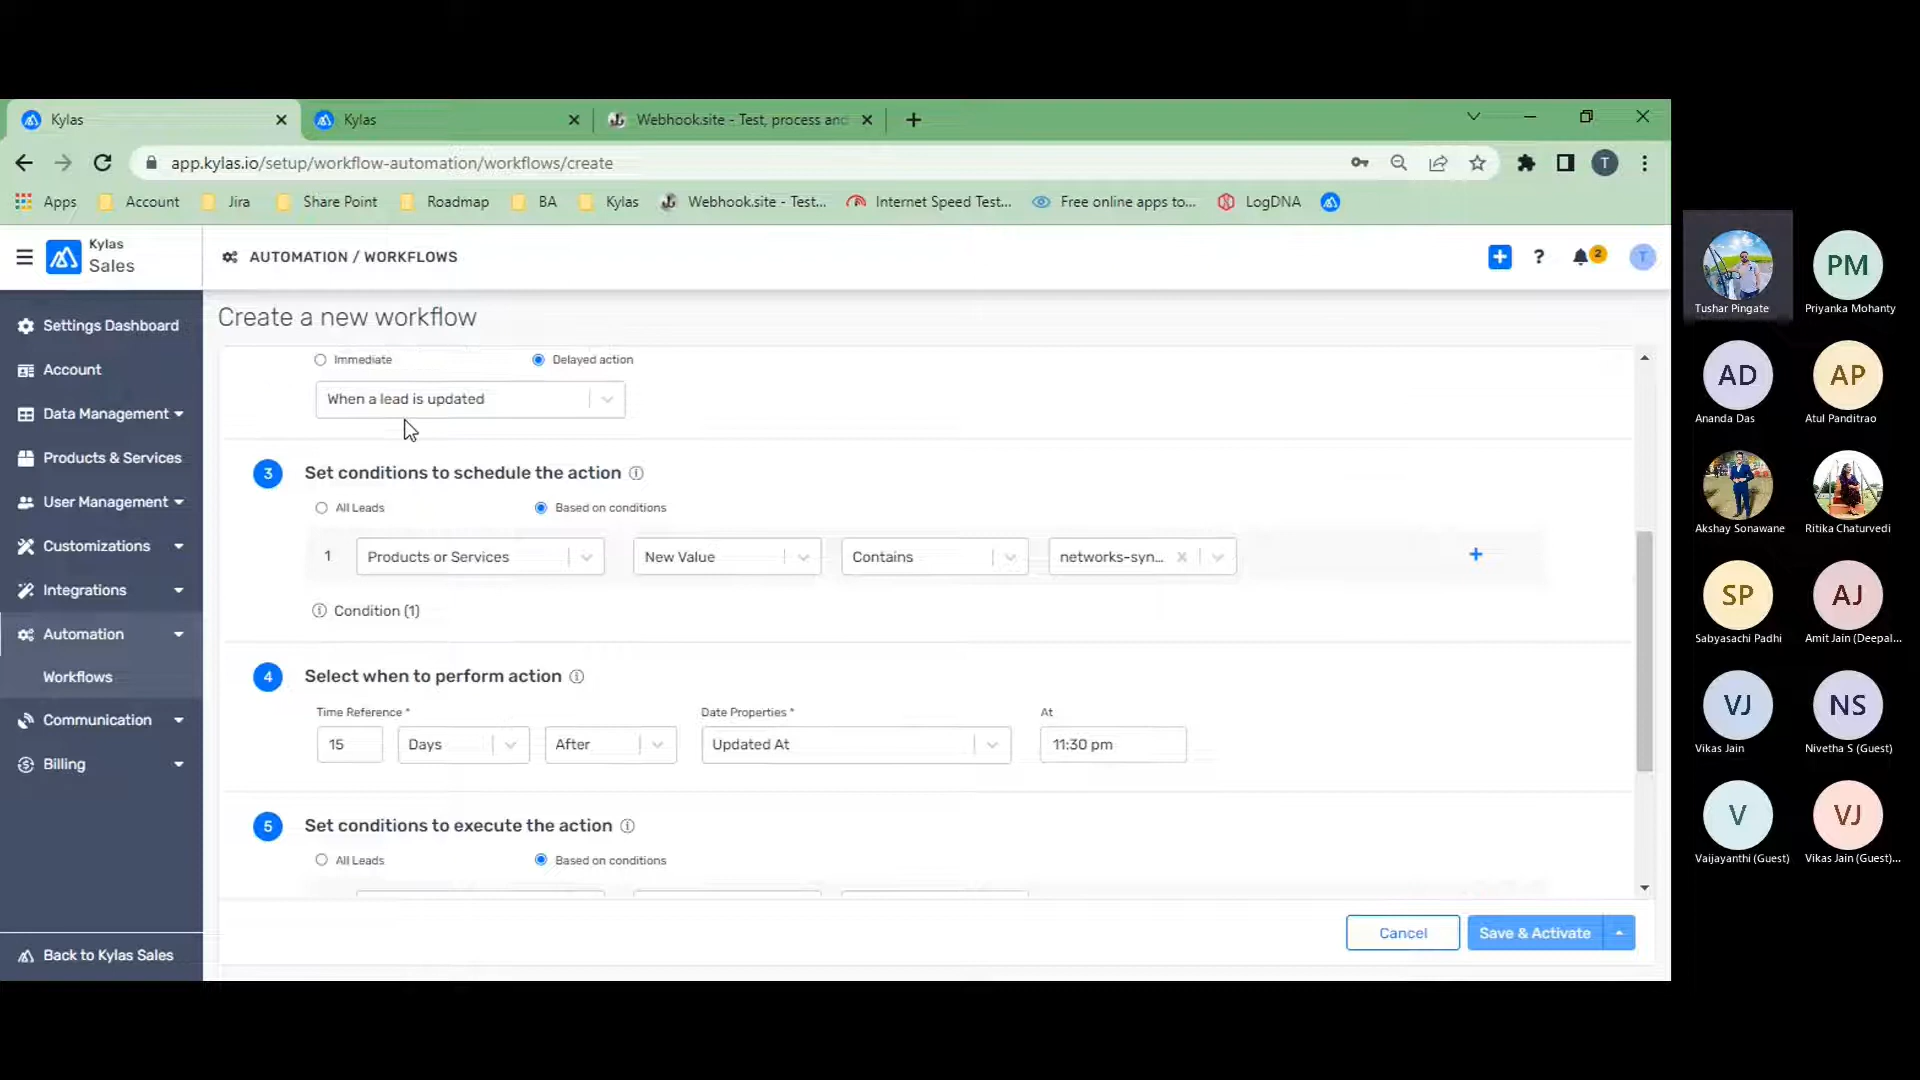 Kylas
Kylas
Webhook.site - Test, process and
app.kylas.io/setup/workflow-automation/workflows/create
T
Apps
Account
Jira
Share Point
Roadmap
BA
Kylas
Webhook.site - Test...
Internet Speed Test...
Free online apps to...
LogDNA
Kylas
Sales
AUTOMATION / WORKFLOWS
?
2
T
Settings Dashboard
Account
Data Management
Products & Services
User Management
Customizations
Integrations
Automation
Workflows
Communication
Billing
Back to Kylas Sales
Create a new workflow
Immediate
Delayed action
When a lead is updated
3
Set conditions to schedule the action
All Leads
Based on conditions
1
Products or Services
New Value
Contains
networks-syn...
Condition (1)
4
Select when to perform action
Time Reference *
Date Properties *
At
15
Days
After
Updated At
11:30 pm
5
Set conditions to execute the action
All Leads
Based on conditions
Cancel
Save & Activate
Tushar Pingate
PM
Priyanka Mohanty
AD
Ananda Das
AP
Atul Panditrao
Akshay Sonawane
Ritika Chaturvedi
SP
Sabyasachi Padhi
AJ
Amit Jain (Deepal...
VJ
Vikas Jain
NS
Nivetha S (Guest)
V
Vaijayanthi (Guest)
VJ
Vikas Jain (Guest)...